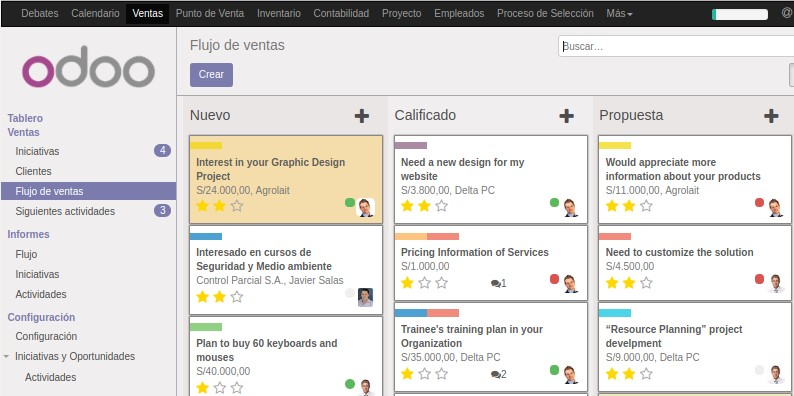 Debates Calendario Ventas Punto de Venta Inventario Contabilidad Proyecto Empleados Proceso de Selección Más @
odoo
Tablero
Ventas
Iniciativas 4
Clientes
Flujo de ventas
Siguientes actividades 3
Informes
Flujo
Iniciativas
Actividades
Configuración
Configuración
Iniciativas y Oportunidades
Actividades
Flujo de ventas
Buscar...
Crear
Nuevo +
Interest in your Graphic Design
Project
S/24.000,00, Agrolait
Interesado en cursos de
Seguridad y Medio ambiente
Control Parcial S.A., Javier Salas
Plan to buy 60 keyboards and
mouses
S/40.000,00
Calificado +
Need a new design for my
website
S/3.800,00, Delta PC
Pricing Information of Services
S/1.000,00
1
Trainee's training plan in your
Organization
S/35.000,00, Delta PC
2
Propuesta +
Would appreciate more
information about your products
S/11.000,00, Agrolait
Need to customize the solution
S/4.500,00
“Resource Planning” project
develpment
S/9.000,00, Delta PC